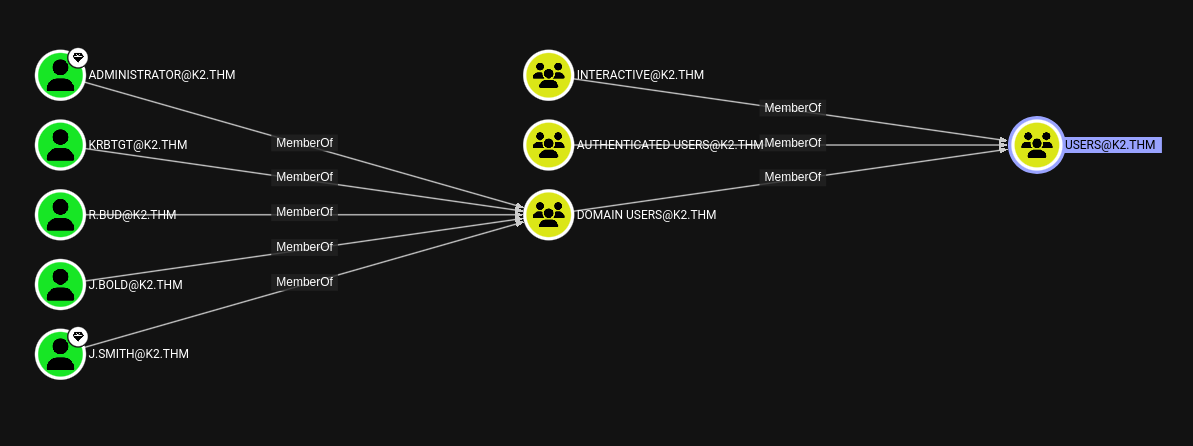 ADMINISTRATOR@K2.THM
INTERACTIVE@K2.THM
MemberOf
MemberOf
KRBTGT@K2.THM
AUTHENTICATED USERS@K2.THM
MemberOf
USERS@K2.THM
MemberOf
MemberOf
R.BUD@K2.THM
MemberOf
DOMAIN USERS@K2.THM
MemberOf
J.BOLD@K2.THM
MemberOf
J.SMITH@K2.THM